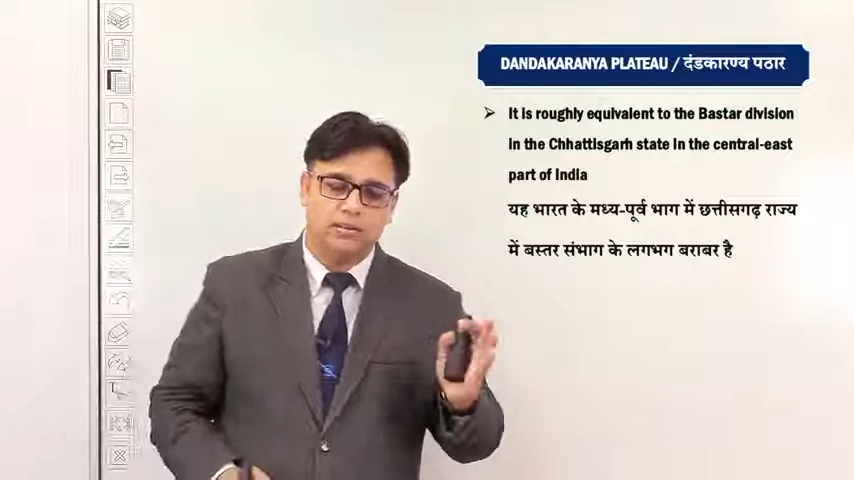 DANDAKARANYA PLATEAU / दंडकारण्य पठार
It is roughly equivalent to the Bastar division
in the Chhattisgarh state in the central-east
part of India
यह भारत के मध्य-पूर्व भाग में छत्तीसगढ़ राज्य
में बस्तर संभाग के लगभग बराबर है